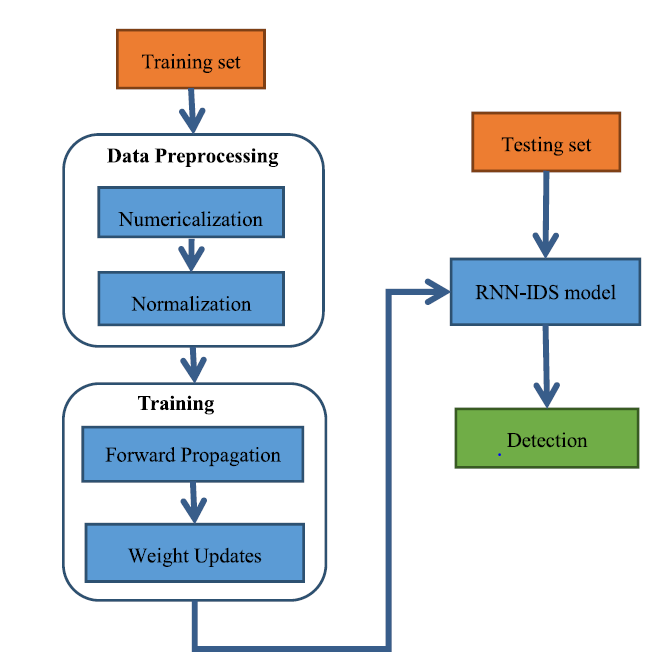 Training set
Data Preprocessing
Numericalization
Normalization
Training
Forward Propagation
Weight Updates
Testing set
RNN-IDS model
Detection